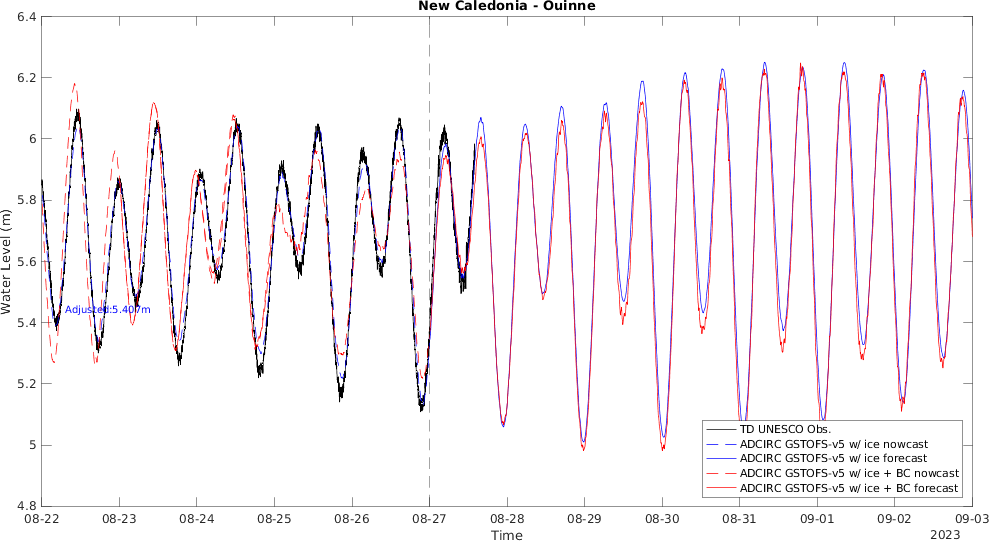 New Caledonia - Ouinne
6.4
6.2
6
5.8
5.6
5.4
5.2
5
4.8
Water Level (m)
Adjusted:5.407m
TD UNESCO Obs.
ADCIRC GSTOFS-v5 w/ ice nowcast
ADCIRC GSTOFS-v5 w/ ice forecast
ADCIRC GSTOFS-v5 w/ ice + BC nowcast
ADCIRC GSTOFS-v5 w/ ice + BC forecast
08-22 08-23 08-24 08-25 08-26 08-27 08-28 08-29 08-30 08-31 09-01 09-02 09-03
Time
2023